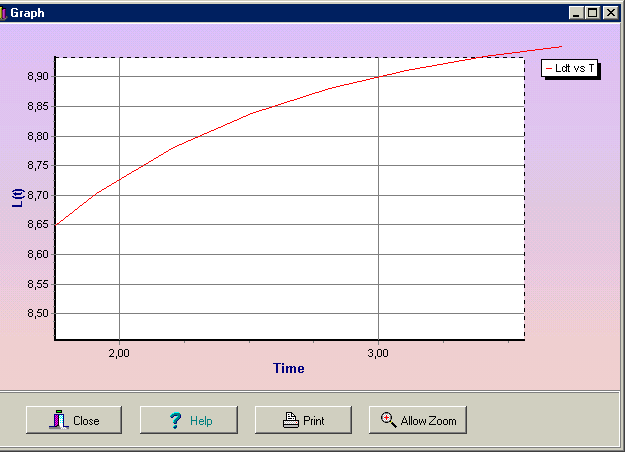 Graph
Ldt vs T
8,90
8,85
8,80
8,75
8,70
8,65
8,60
8,55
8,50
L(t)
2,00 3,00
Time
Close Help Print Allow Zoom